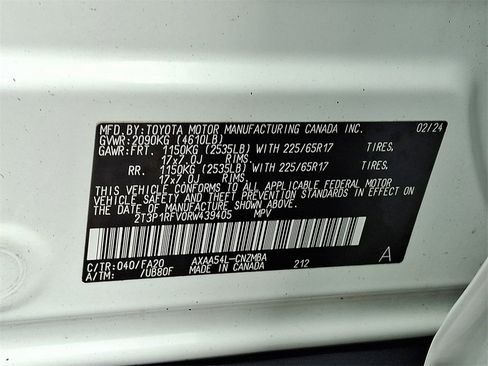 MFD. BY: TOYOTA MOTOR MANUFACTURING CANADA INC. 02/24
GVWR: 2090KG (4610LB)
GAWR: FRT. 1150KG (2535LB) WITH 225/65R17 TIRES.
17x7.0J RIMS.
RR. 1150KG (2535LB) WITH 225/65R17 TIRES.
17x7.0J RIMS.
THIS VEHICLE CONFORMS TO ALL APPLICABLE FEDERAL MOTOR
VEHICLE SAFETY AND THEFT PREVENTION STANDARDS IN EFFECT
ON THE DATE OF MANUFACTURE SHOWN ABOVE.
2T3P1RFV0RW439405 MPV
C/TR: 040/FA20 AXAA54L-CNZMBA
A/TM: /UB80F MADE IN CANADA 212 A